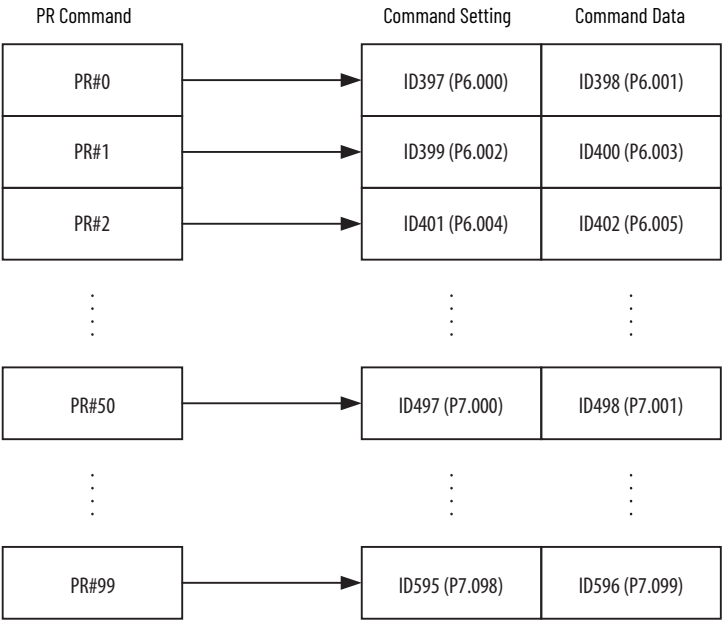 PR Command Command Setting Command Data
PR#0 ID397 (P6.000) ID398 (P6.001)
PR#1 ID399 (P6.002) ID400 (P6.003)
PR#2 ID401 (P6.004) ID402 (P6.005)
PR#50 ID497 (P7.000) ID498 (P7.001)
PR#99 ID595 (P7.098) ID596 (P7.099)